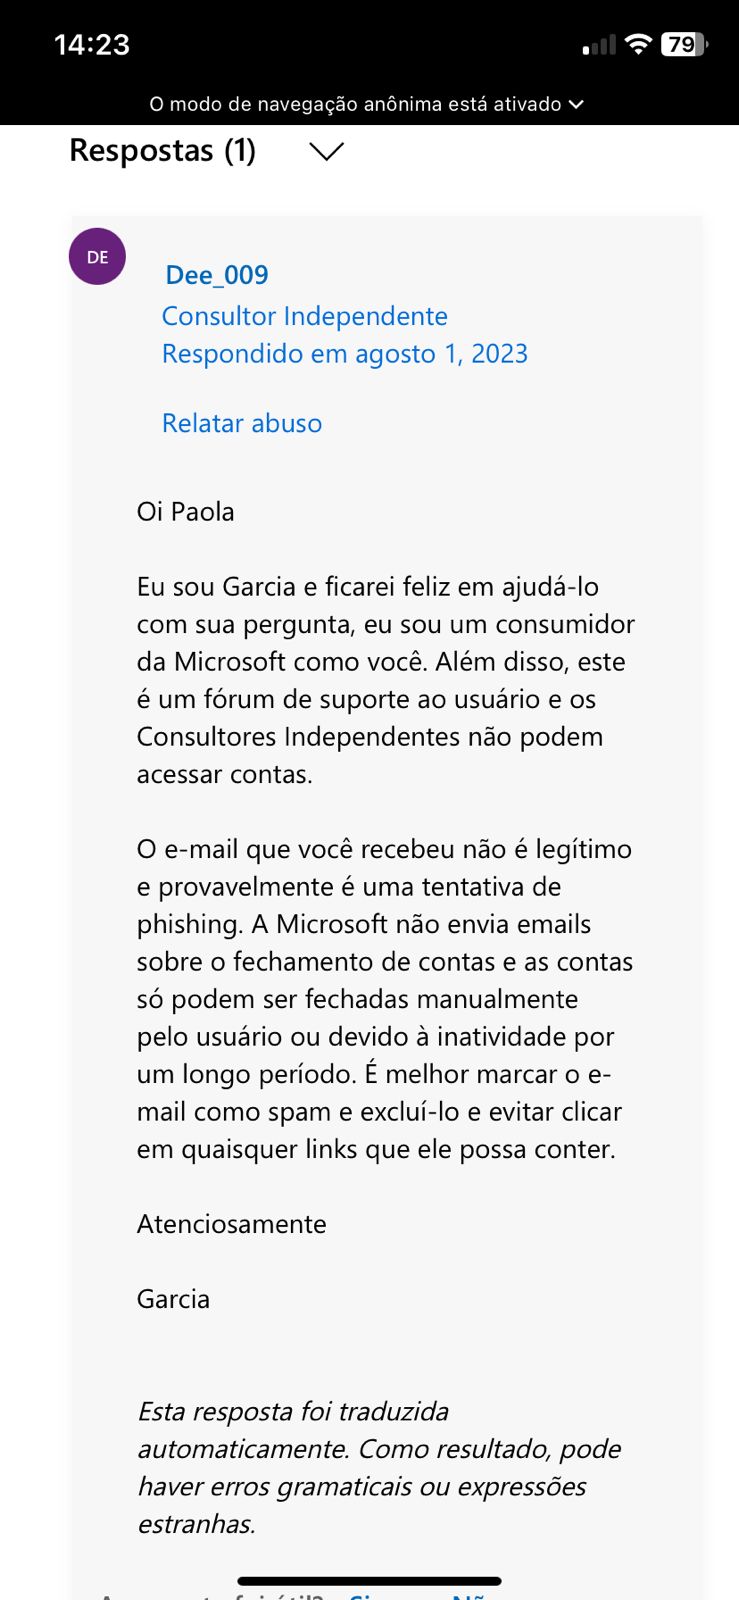 14:23
79
O modo de navegação anônima está ativado
Respostas (1)
DE
Dee_009
Consultor Independente
Respondido em agosto 1, 2023
Relatar abuso
Oi Paola
Eu sou Garcia e ficarei feliz em ajudá-lo
com sua pergunta, eu sou um consumidor
da Microsoft como você. Além disso, este
é um fórum de suporte ao usuário e os
Consultores Independentes não podem
acessar contas.
O e-mail que você recebeu não é legítimo
e provavelmente é uma tentativa de
phishing. A Microsoft não envia emails
sobre o fechamento de contas e as contas
só podem ser fechadas manualmente
pelo usuário ou devido à inatividade por
um longo período. É melhor marcar o e-
mail como spam e excluí-lo e evitar clicar
em quaisquer links que ele possa conter.
Atenciosamente
Garcia
Esta resposta foi traduzida
automaticamente. Como resultado, pode
haver erros gramaticais ou expressões
estranhas.